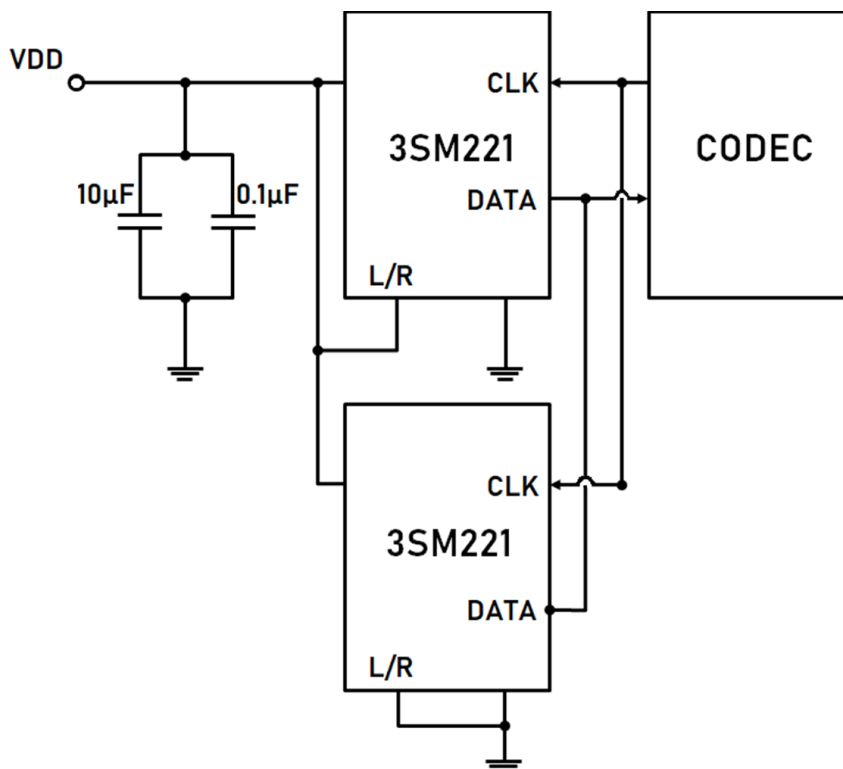 VDD
CLK
3SM221
CODEC
10µF
0.1µF
DATA
L/R
CLK
3SM221
DATA
L/R